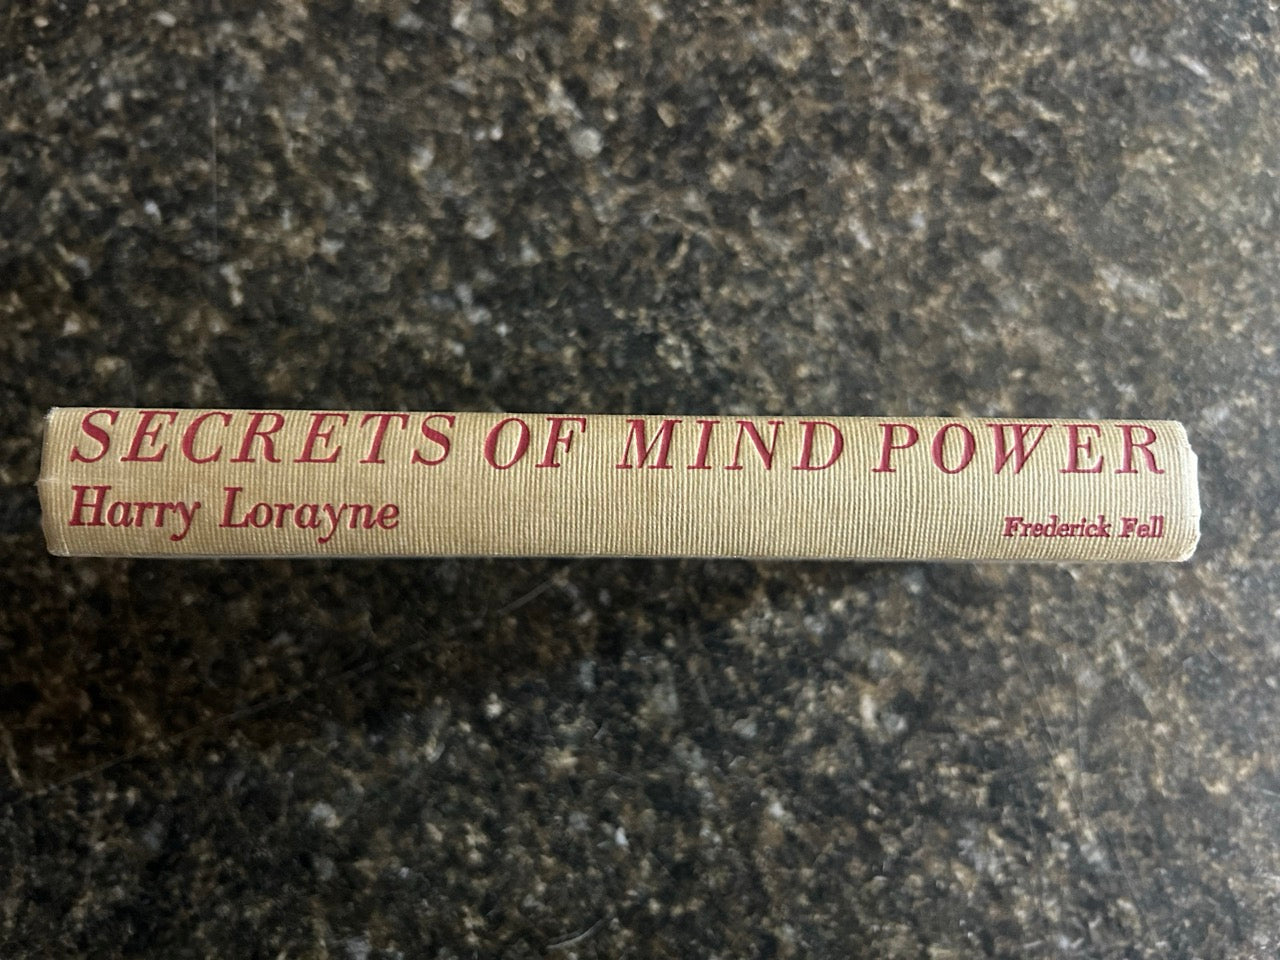 SECRETS OF MIND POWER
Harry Lorayne
Frederick Fell